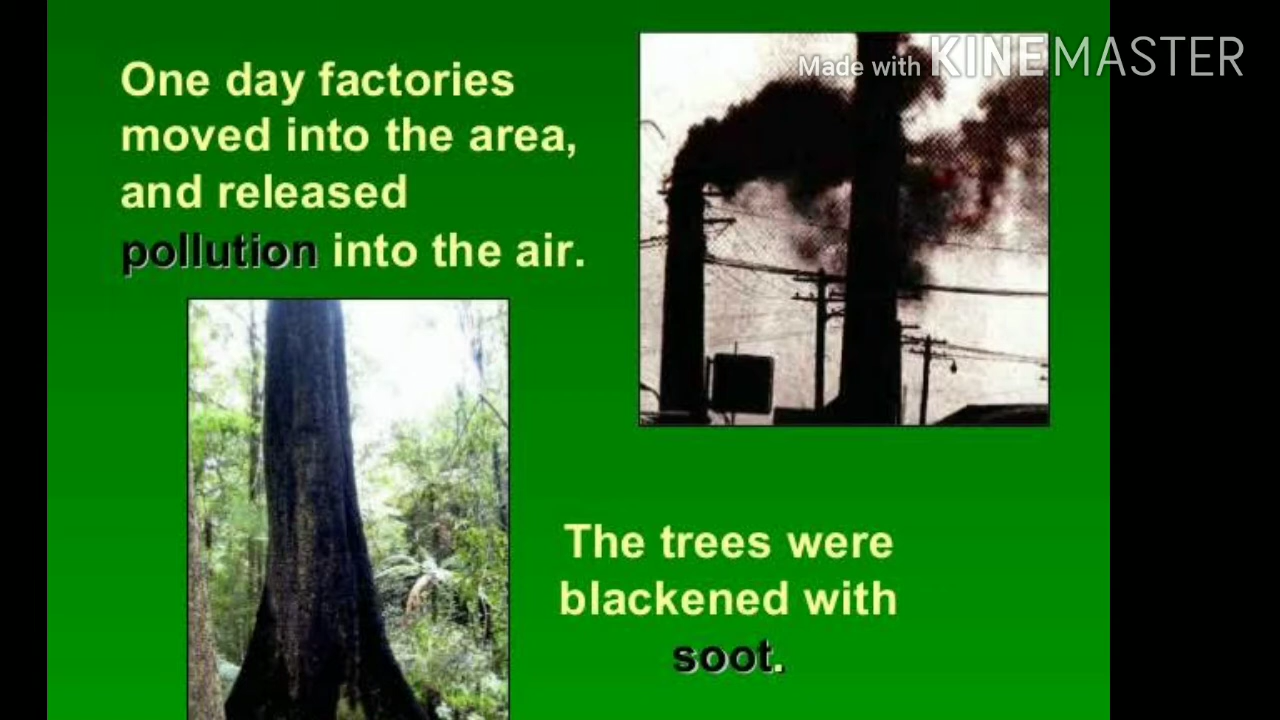 Made with KINEMASTER
One day factories
moved into the area,
and released
pollution into the air.
The trees were
blackened with
soot.